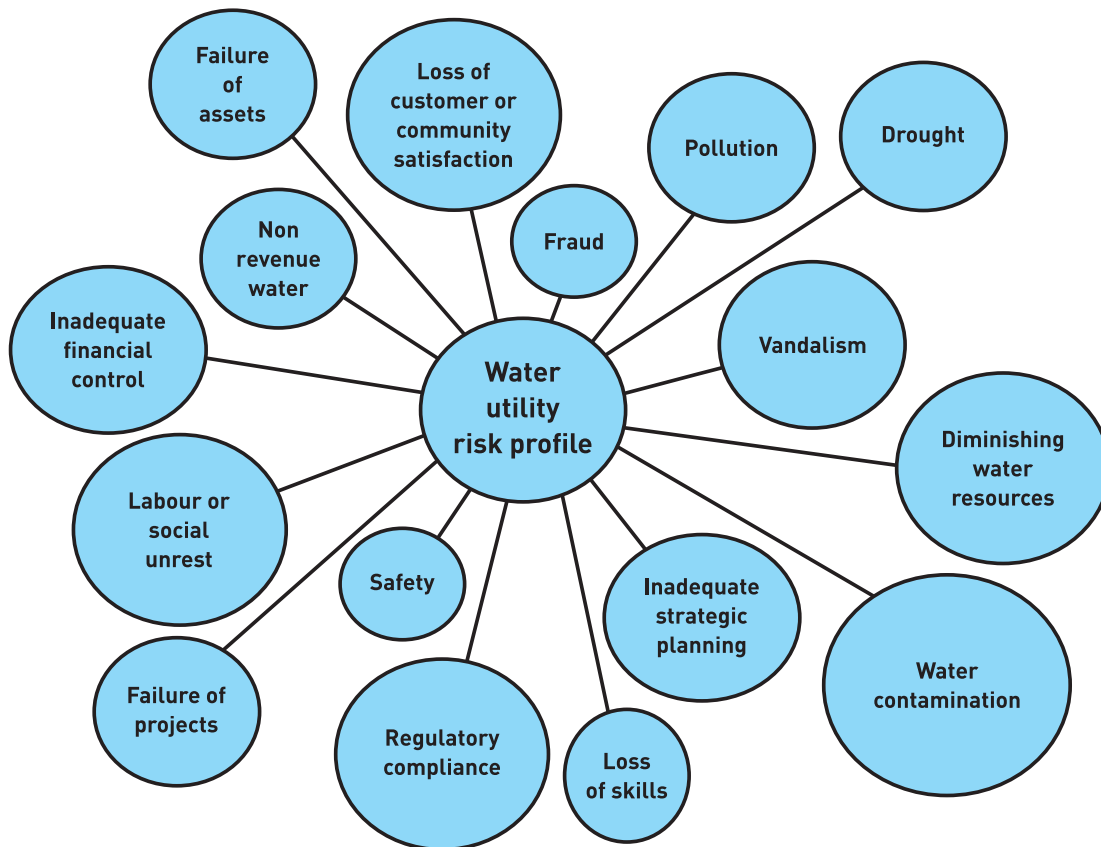 Failure
of
assets
Loss of
customer or
community
satisfaction
Pollution
Drought
Non
revenue
water
Fraud
Inadequate
financial
control
Vandalism
Water
utility
risk profile
Diminishing
water
resources
Labour or
social
unrest
Safety
Inadequate
strategic
planning
Water
contamination
Failure of
projects
Regulatory
compliance
Loss
of skills